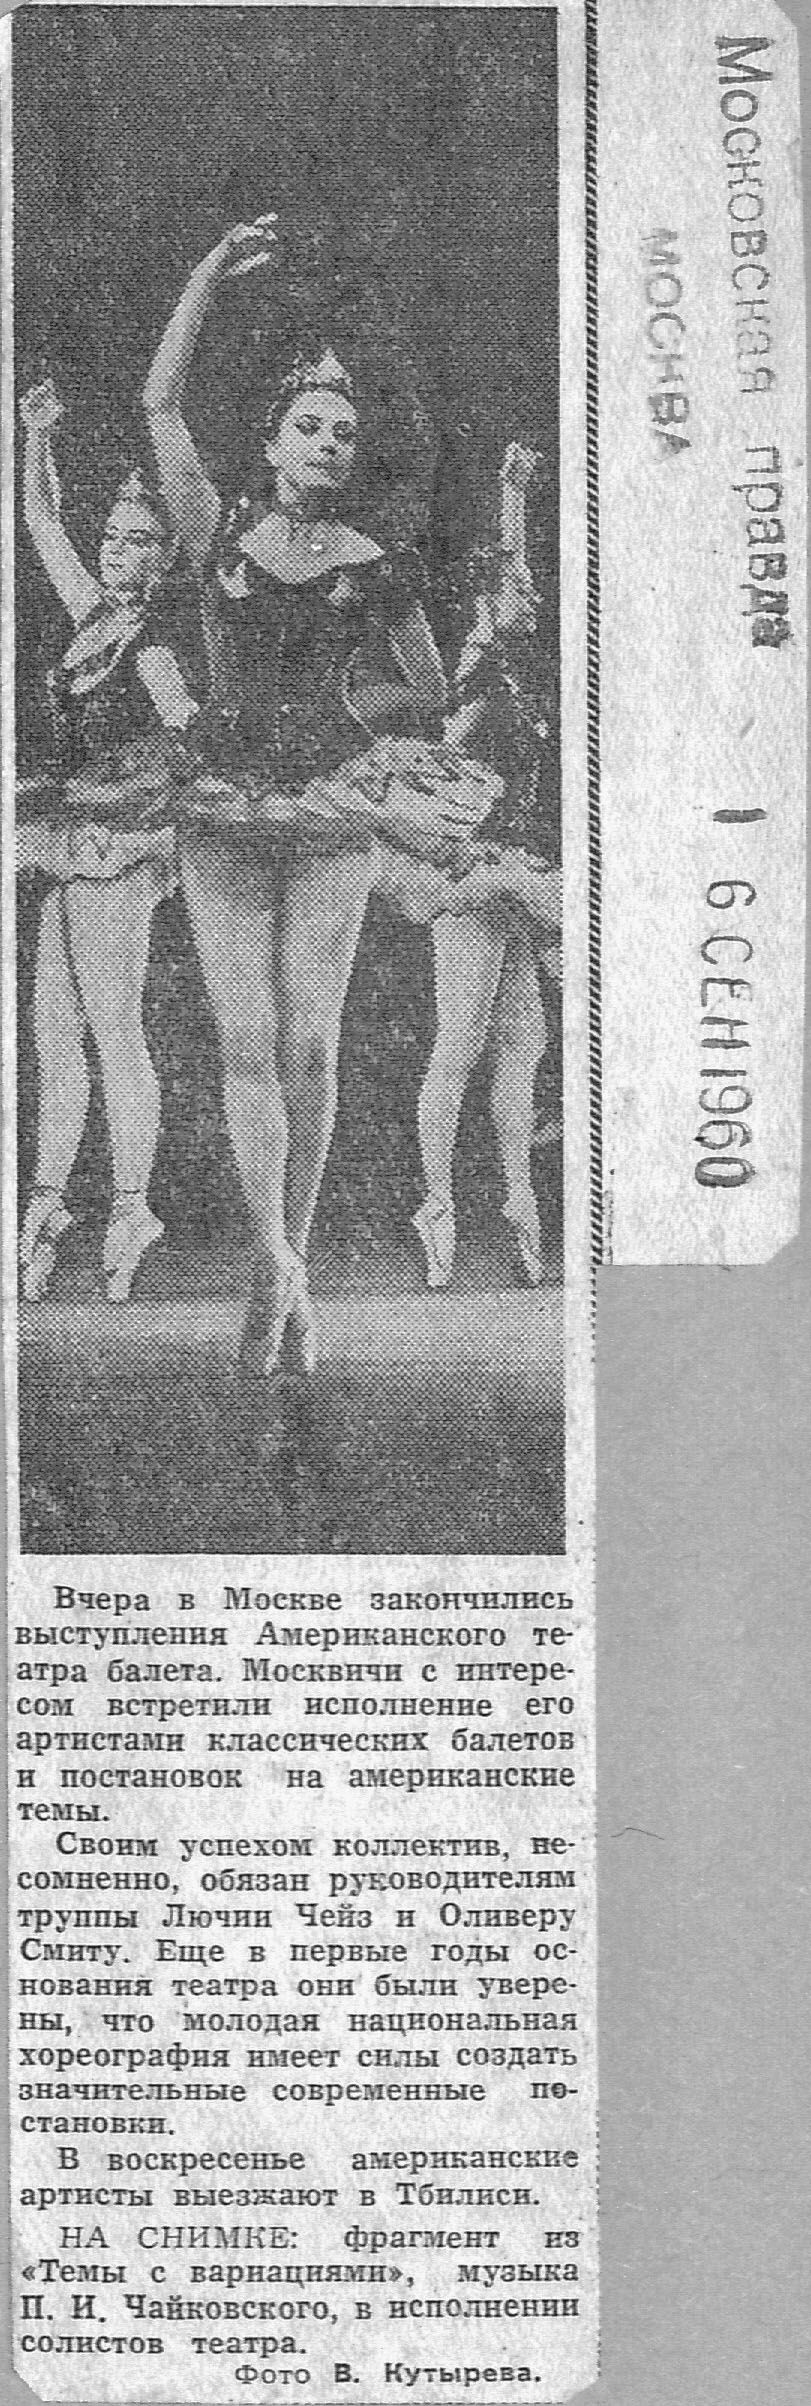 Московская правда
МОСКВА
1 6 СЕН 1960
Вчера в Москве закончились
выступления Американского те-
атра балета. Москвичи с интере-
сом встретили исполнение его
артистами классических балетов
и постановок на американские
темы.
Своим успехом коллектив, не-
сомненно, обязан руководителям
труппы Лючии Чейз и Оливеру
Смиту. Еще в первые годы ос-
нования театра они были увере-
ны, что молодая национальная
хореография имеет силы создать
значительные современные по-
становки.
В воскресенье американские
артисты выезжают в Тбилиси.
НА СНИМКЕ: фрагмент из
«Темы с вариациями», музыка
П. И. Чайковского, в исполнении
солистов театра.
Фото В. Кутырева.